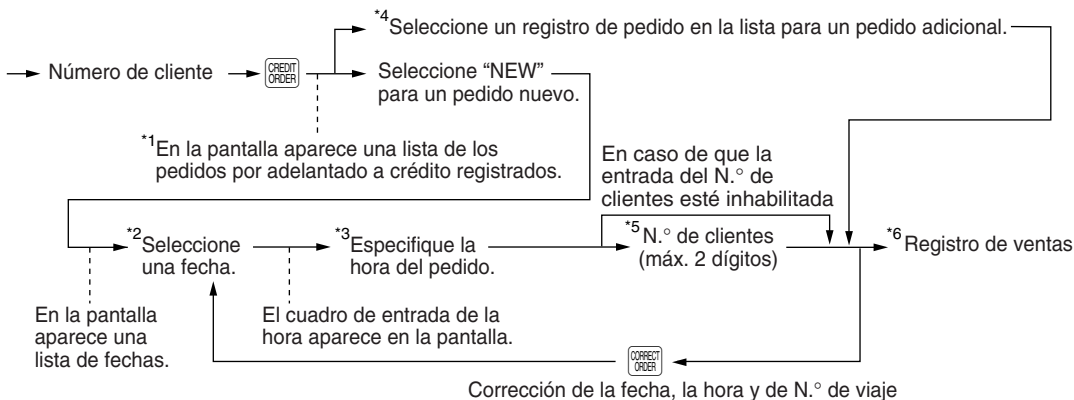 *4Seleccione un registro de pedido en la lista para un pedido adicional.
Número de cliente
CREDIT
ORDER
Seleccione “NEW”
para un pedido nuevo.
*1En la pantalla aparece una lista de los
pedidos por adelantado a crédito registrados.
En caso de que la
entrada del N.° de
clientes esté inhabilitada
*2Seleccione
una fecha.
*3Especifique la
hora del pedido.
*5N.° de clientes
(máx. 2 dígitos)
*6Registro de ventas
En la pantalla
aparece una
lista de fechas.
El cuadro de entrada de la
hora aparece en la pantalla.
CORRECT
ORDER
Corrección de la fecha, la hora y de N.° de viaje